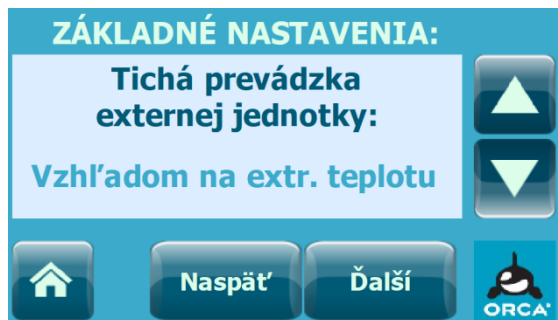 ZÁKLADNÉ NASTAVENIA:
Tichá prevádzka
externej jednotky:
Vzhľadom na extr. teplotu
Naspäť
Ďalší
ORCA